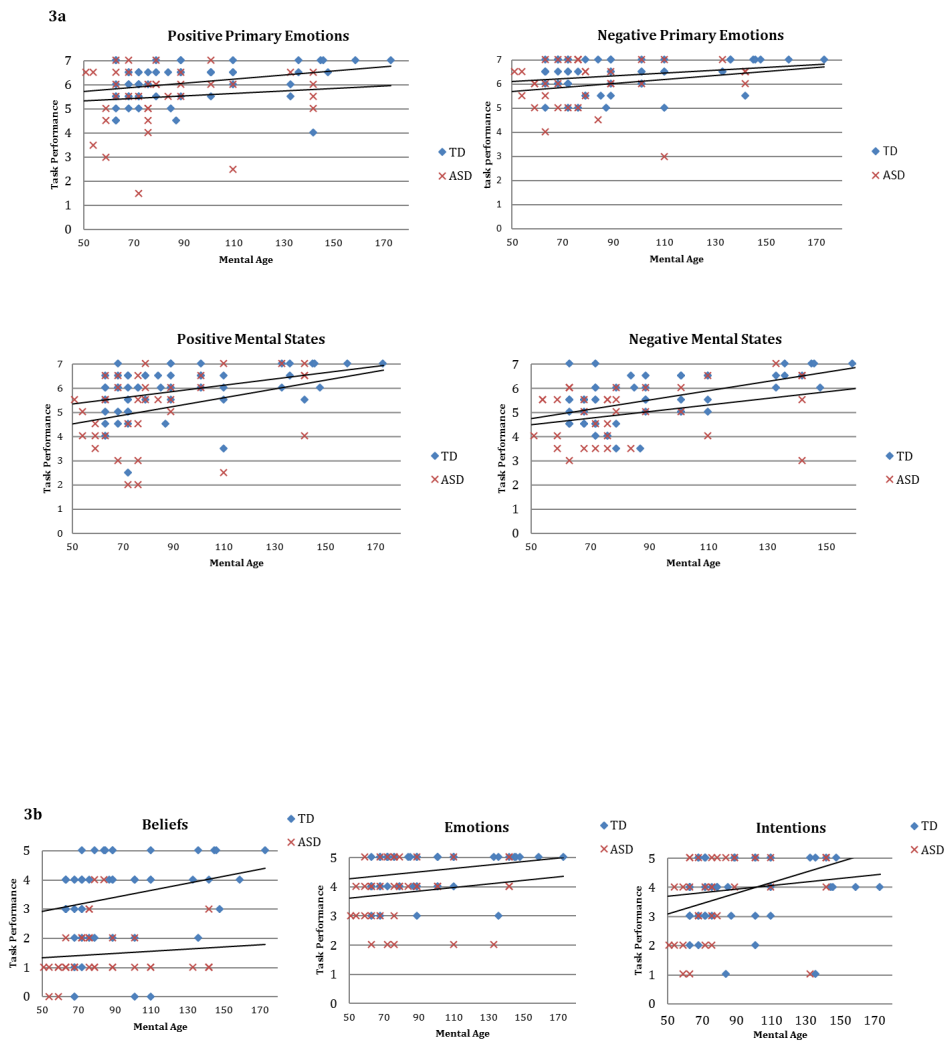 3a
Positive Primary Emotions
Task Performance
7
6
5
4
3
2
1
0
50 70 90 110 130 150 170
Mental Age
TD
ASD
Negative Primary Emotions
task performance
7
6
5
4
3
2
1
0
50 70 90 110 130 150 170
Mental Age
TD
ASD
Positive Mental States
Task Performance
7
6
5
4
3
2
1
0
50 70 90 110 130 150 170
Mental Age
TD
ASD
Negative Mental States
Task Performance
7
6
5
4
3
2
1
0
50 70 90 110 130 150
Mental Age
TD
ASD
3b
Beliefs
Task Performance
5
4
3
2
1
0
50 70 90 110 130 150 170
Mental Age
TD
ASD
Emotions
Task Performance
5
4
3
2
1
0
50 70 90 110 130 150 170
Mental Age
TD
ASD
Intentions
Task Performance
5
4
3
2
1
0
50 70 90 110 130 150 170
Mental Age
TD
ASD